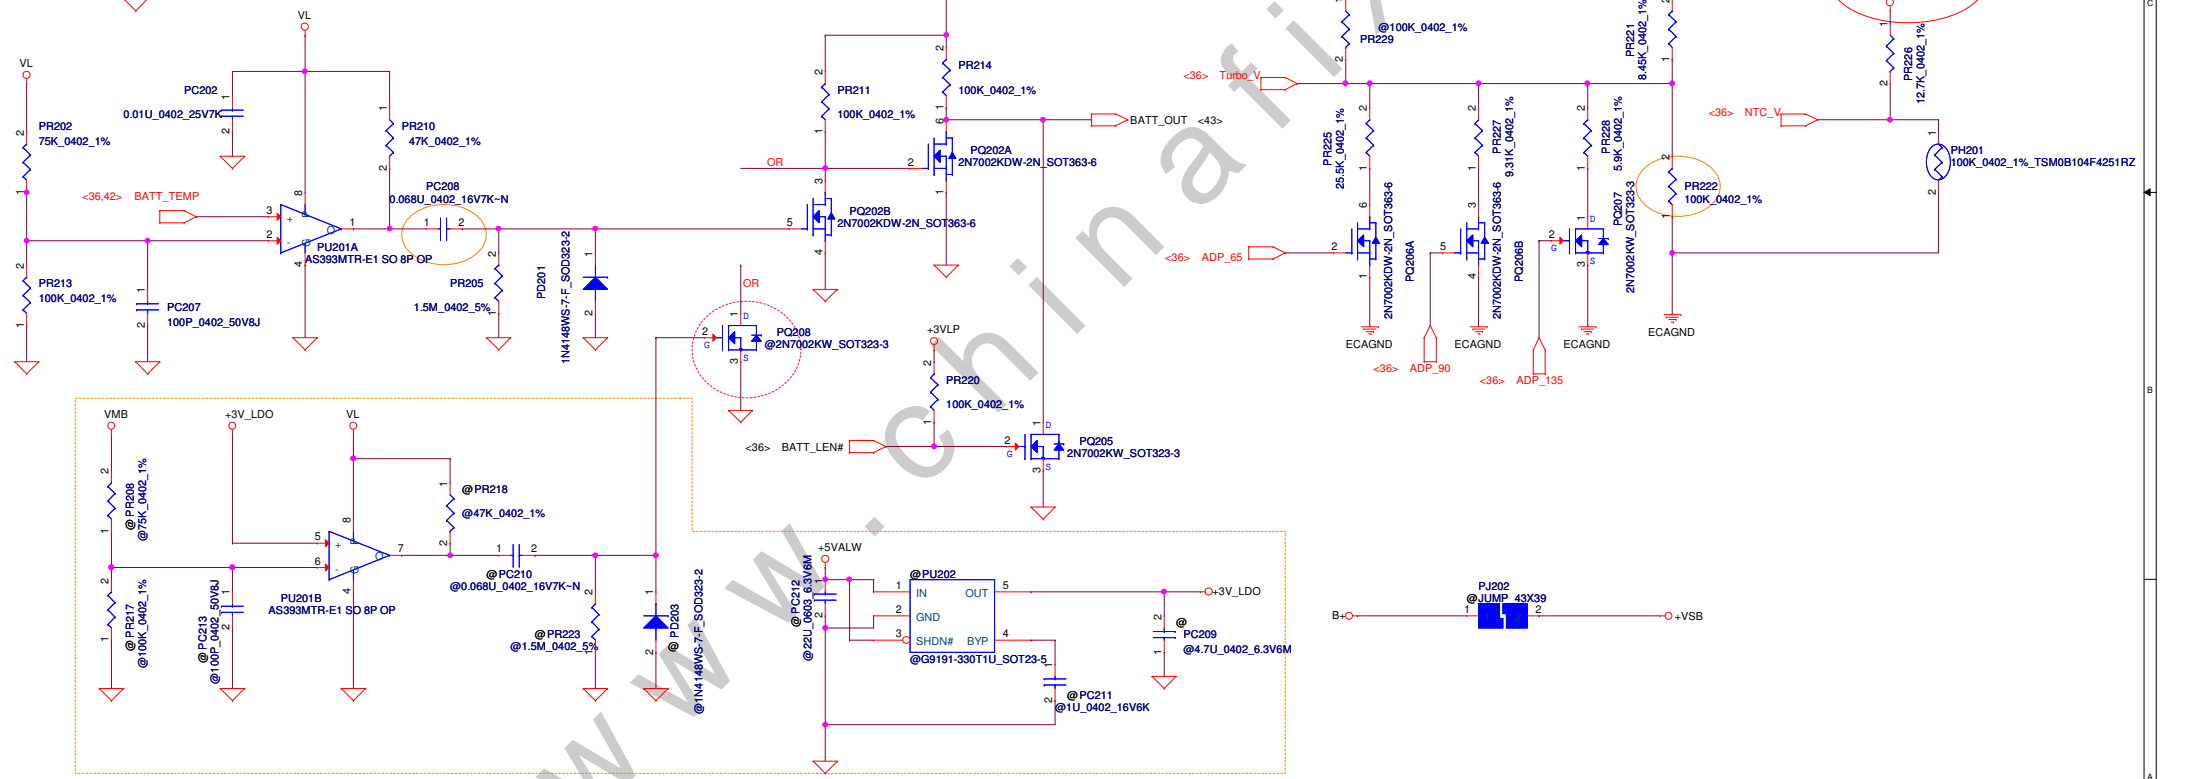 VL
VL
PC202
0.01U_0402_25V7K
PR202
75K_0402_1%
PR210
47K_0402_1%
<36,42> BATT_TEMP
PC208
0.068U_0402_16V7K~N
PU201A
AS393MTR-E1 SO 8P OP
PR213
100K_0402_1%
PC207
100P_0402_50V8J
PR205
1.5M_0402_5%
PD201
1N4148WS-7-F_SOD323-2
PR211
100K_0402_1%
PR214
100K_0402_1%
BATT_OUT <43>
OR
PQ202A
2N7002KDW-2N_SOT363-6
PQ202B
2N7002KDW-2N_SOT363-6
OR
PQ208
@2N7002KW_SOT323-3
+3VLP
PR220
100K_0402_1%
<36> BATT_LEN#
PQ205
2N7002KW_SOT323-3
@100K_0402_1%
PR229
PR221
8.45K_0402_1%
<36> Turbo_V
PR225
25.5K_0402_1%
PR227
9.31K_0402_1%
PR228
5.9K_0402_1%
PR222
100K_0402_1%
PR226
12.7K_0402_1%
<36> NTC_V
PH201
100K_0402_1%_TSM0B104F4251RZ
<36> ADP_65
2N7002KDW-2N_SOT363-6
PQ206A
2N7002KDW-2N_SOT363-6
PQ206B
PQ207
2N7002KW_SOT323-3
ECAGND
ECAGND
ECAGND
ECAGND
<36> ADP_90
<36> ADP_135
VMB
+3V_LDO
VL
@PR208
@75K_0402_1%
@PR218
@47K_0402_1%
@PR217
@100K_0402_1%
@PC213
@100P_0402_50V8J
PU201B
AS393MTR-E1 SO 8P OP
@PC210
@0.068U_0402_16V7K~N
@PR223
@1.5M_0402_5%
@PD203
@1N4148WS-7-F_SOD323-2
+5VALW
@PC212
@22U_0603_6.3V6M
@PU202
IN OUT
GND
SHDN# BYP
@G9191-330T1U_SOT23-5
+3V_LDO
@
PC209
@4.7U_0402_6.3V6M
@PC211
@1U_0402_16V6K
PJ202
@JUMP_43X39
B+
+VSB
C
B
A
www.chinafix